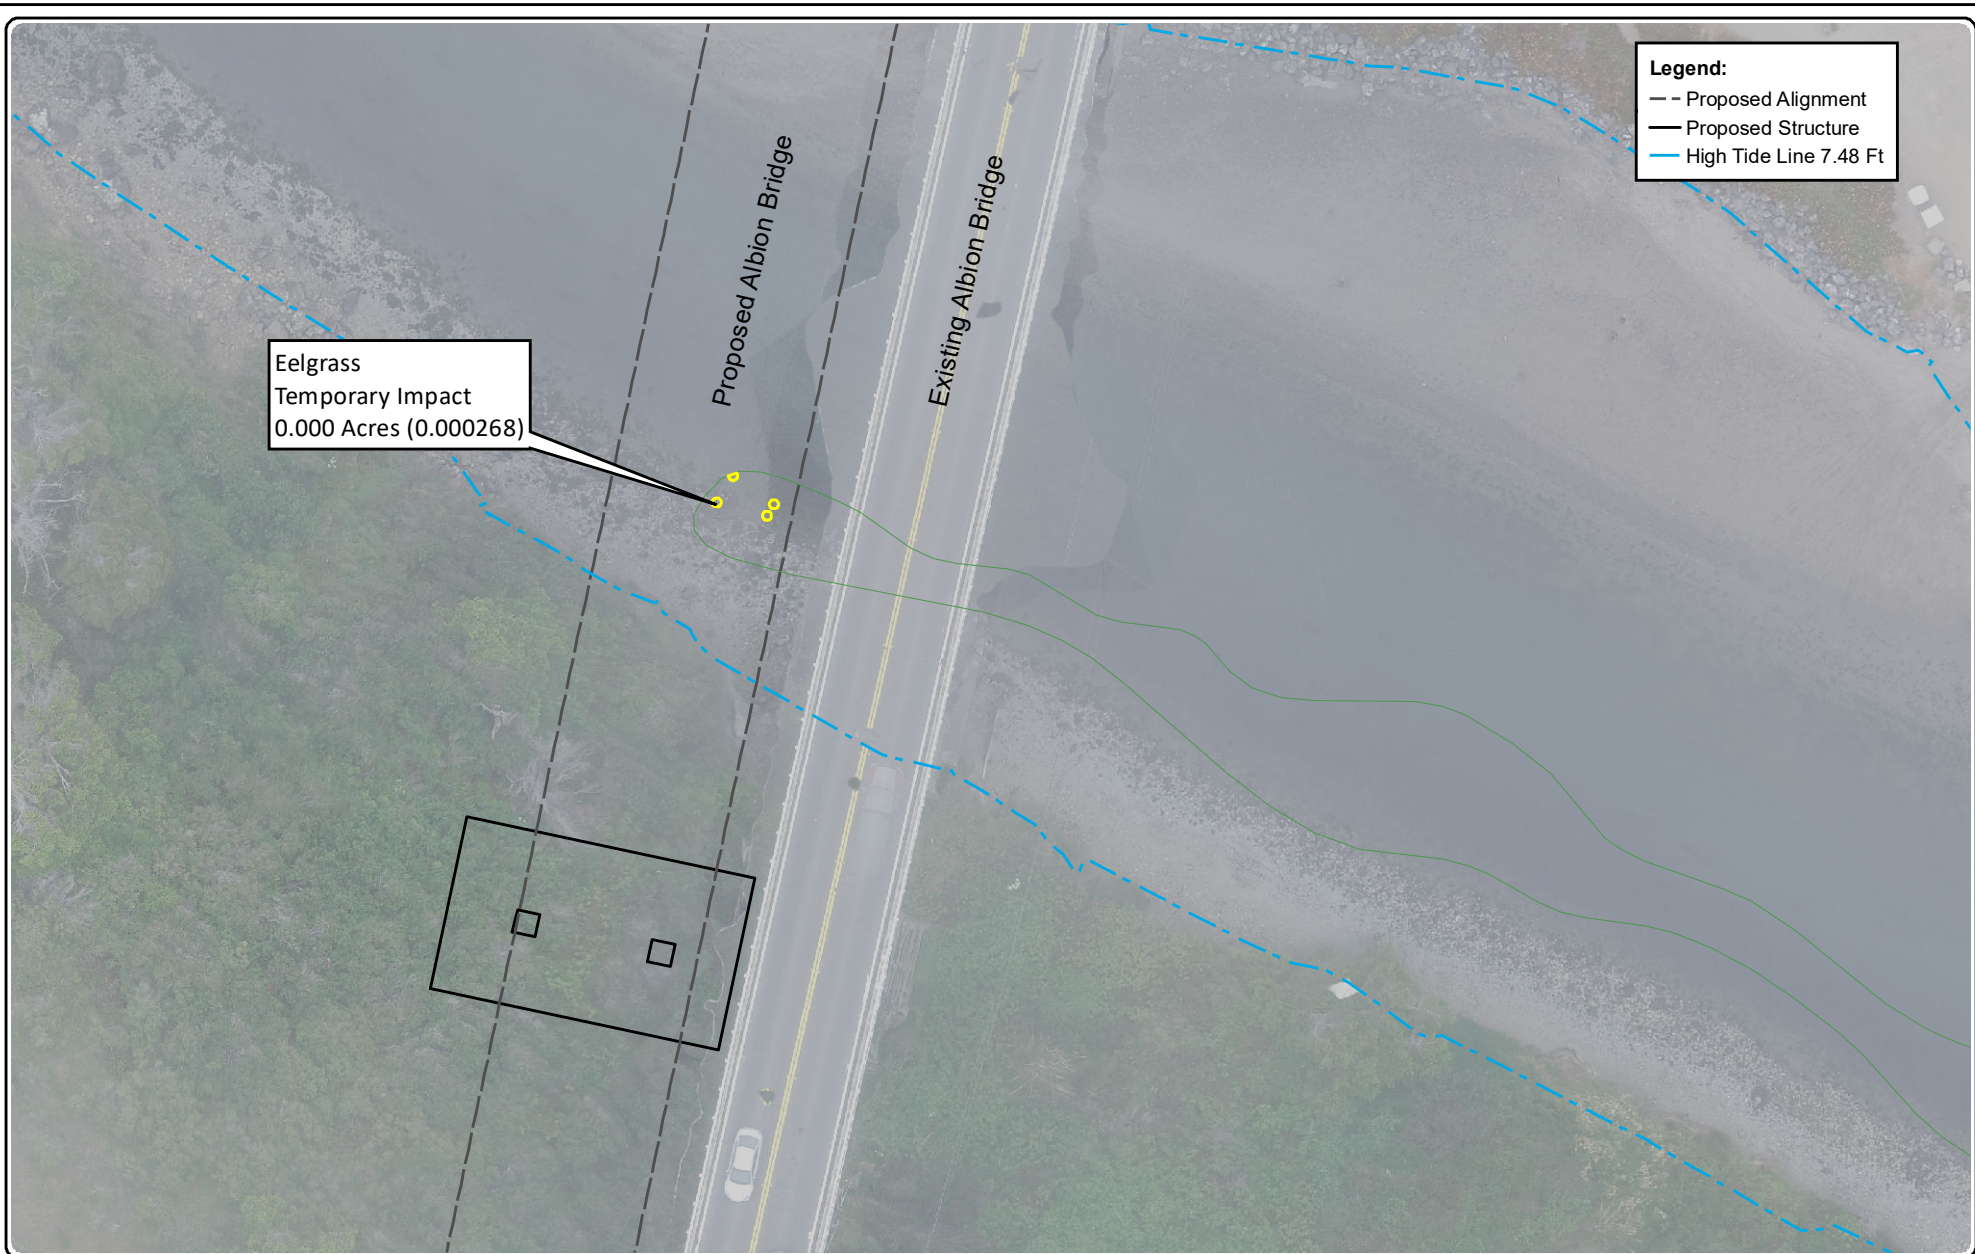 Legend:
Proposed Alignment
Proposed Structure
High Tide Line 7.48 Ft
Proposed Albion Bridge
Existing Albion Bridge
Eelgrass
Temporary Impact
0.000 Acres (0.000268)